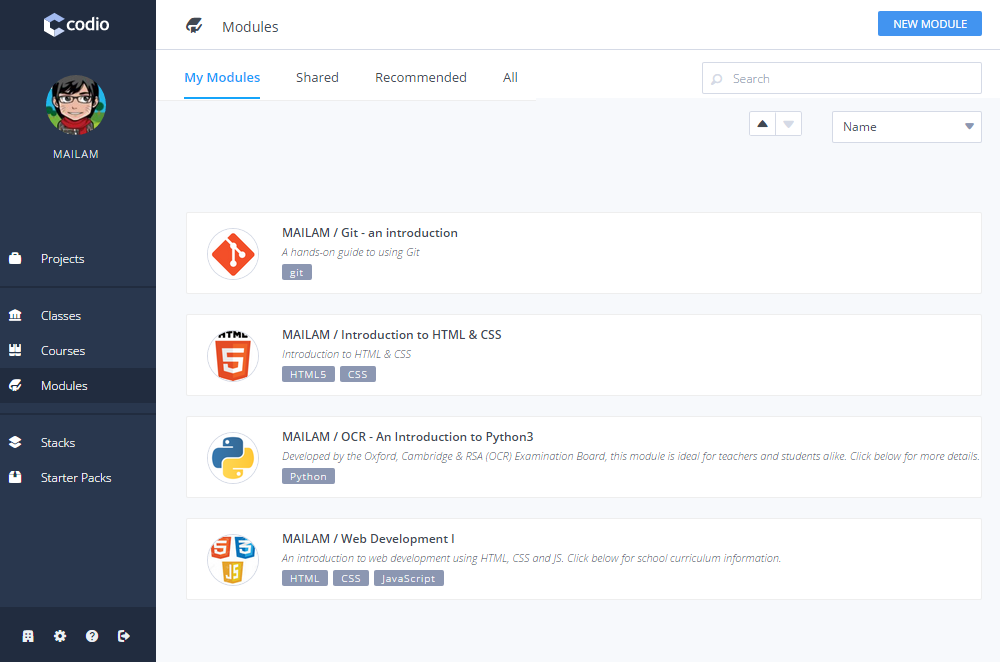 codio
Modules
NEW MODULE
MAILAM
My Modules
Shared
Recommended
All
Search
Name
Projects
Classes
Courses
Modules
Stacks
Starter Packs
MAILAM / Git - an introduction
A hands-on guide to using Git
git
HTML
5
MAILAM / Introduction to HTML & CSS
Introduction to HTML & CSS
HTML5 CSS
MAILAM / OCR - An Introduction to Python3
Developed by the Oxford, Cambridge & RSA (OCR) Examination Board, this module is ideal for teachers and students alike. Click below for more details.
Python
5 3
JS
MAILAM / Web Development I
An introduction to web development using HTML, CSS and JS. Click below for school curriculum information.
HTML CSS JavaScript